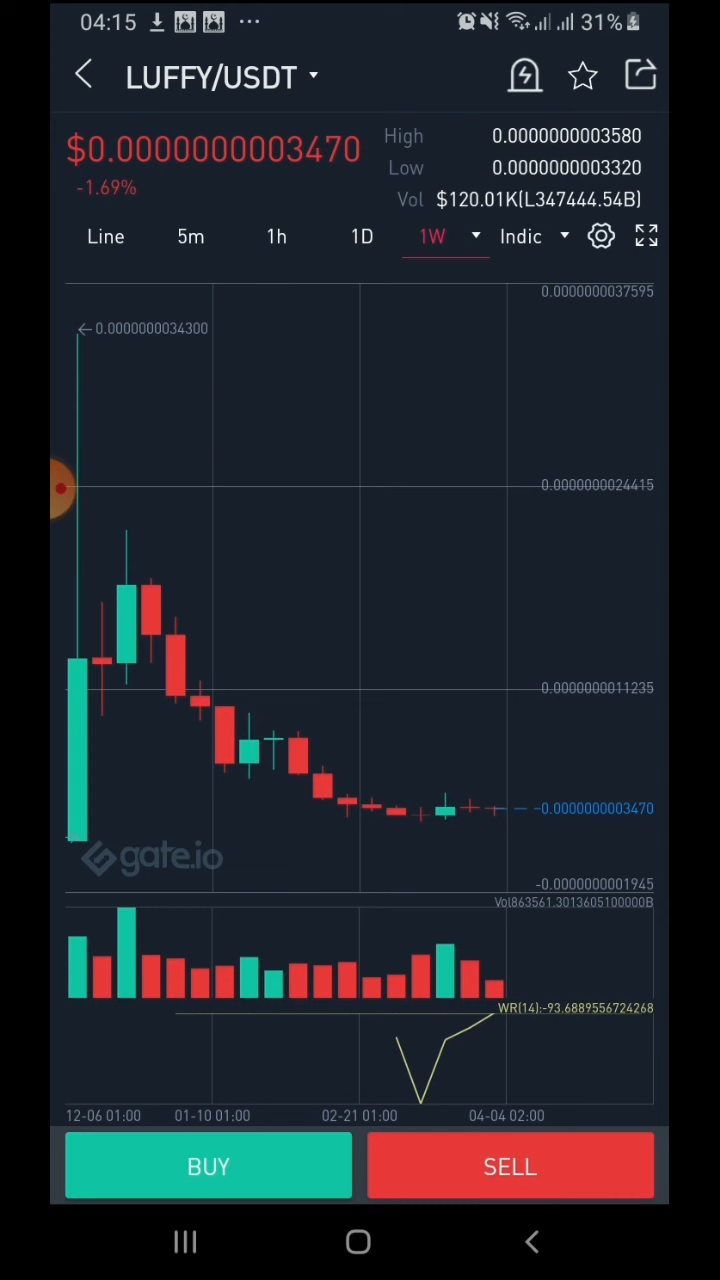 04:15 31%
LUFFY/USDT
$0.0000000003470
-1.69%
High 0.0000000003580
Low 0.0000000003320
Vol $120.01K(L347444.54B)
Line 5m 1h 1D 1W Indic
0.0000000037595
0.0000000034300
0.0000000024415
0.0000000011235
0.0000000003470
gate.io
-0.0000000001945
Vol863561.3013605100000B
WR(14):-93.6889556724268
12-06 01:00 01-10 01:00 02-21 01:00 04-04 02:00
BUY SELL